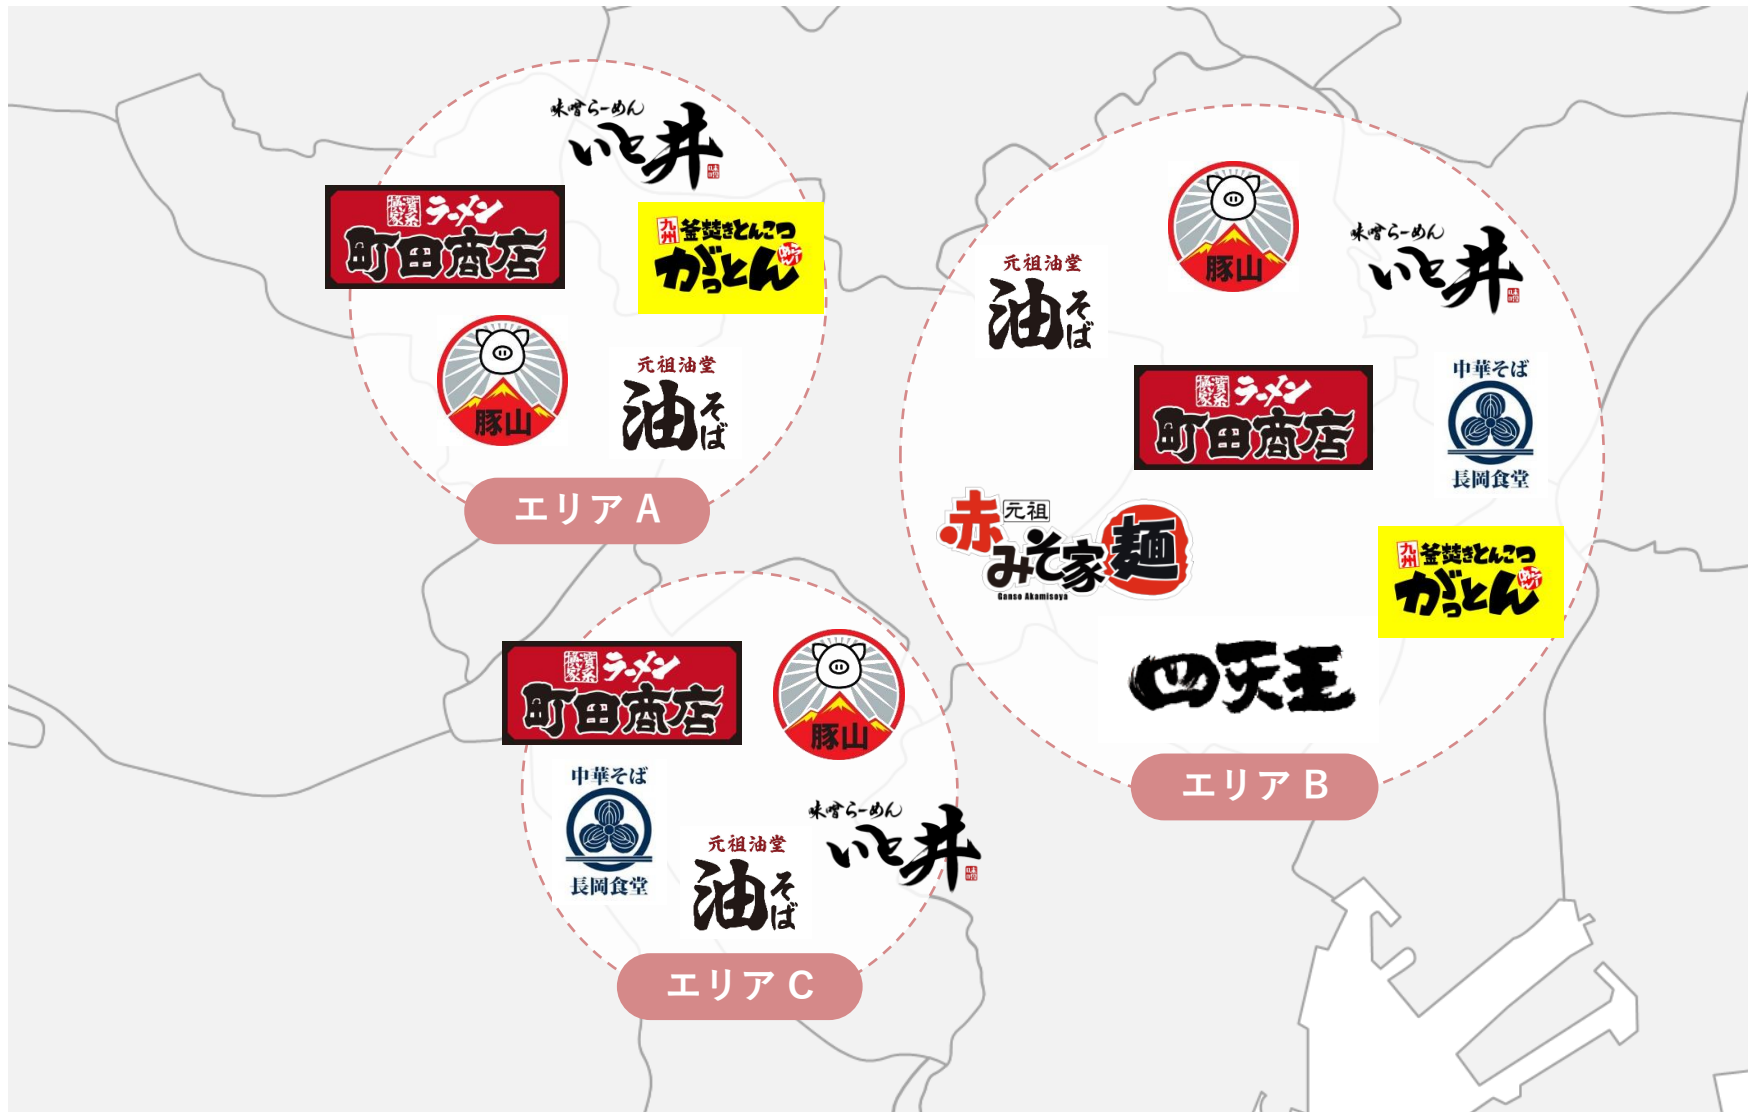 味噌らーめん
いと井
横濱家系
ラーメン
町田商店
九州
釜焚きとんこつ
がっとん
豚山
元祖油堂
油そば
エリア A
豚山
味噌らーめん
いと井
元祖油堂
油そば
横濱家系
ラーメン
町田商店
中華そば
長岡食堂
元祖
赤みそ家麺
Ganso Akamisoya
九州
釜焚きとんこつ
がっとん
四天王
エリア B
横濱家系
ラーメン
町田商店
豚山
中華そば
長岡食堂
味噌らーめん
いと井
元祖油堂
油そば
エリア C